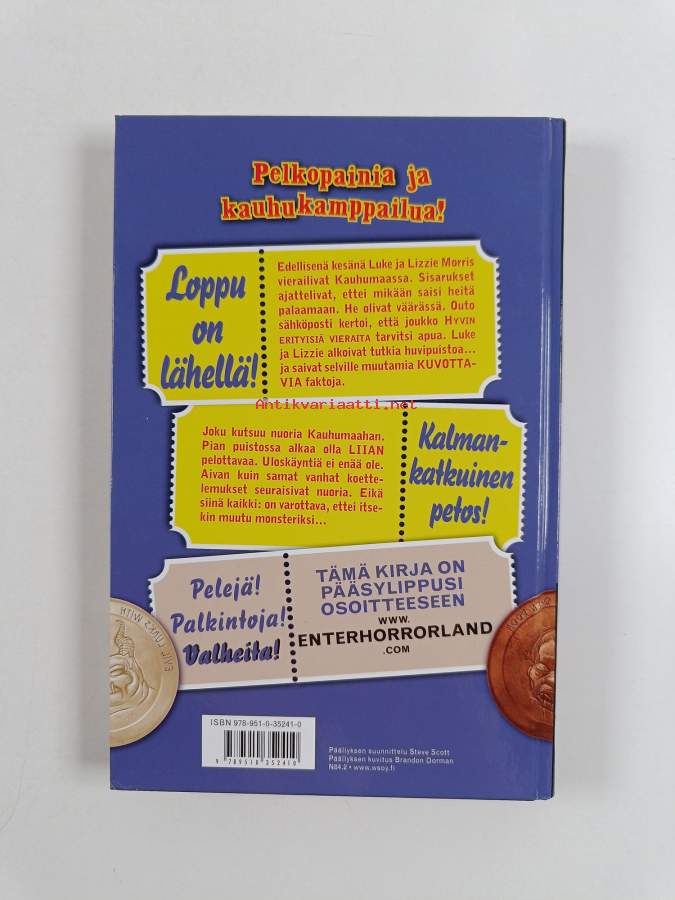 Pelkopainia ja
kauhukamppailua!
Loppu
on
lähellä!
Edellisenä kesänä Luke ja Lizzie Morris
vierailivat Kauhumaassa. Sisarukset
ajattelivat, ettei mikään saisi heitä
palaamaan. He olivat väärässä. Outo
sähköposti kertoi, että joukko HYVIN
ERITYISIÄ VIERAITA tarvitsi apua. Luke
ja Lizzie alkoivat tutkia huvipuistoa...
ja saivat selville muutamia KUVOTTA-
VIA faktoja.
Antikvariaatti.net
Joku kutsuu nuoria Kauhumaahan.
Pian puistossa alkaa olla LIIAN
pelottavaa. Uloskäyntiä ei enää ole.
Aivan kuin samat vanhat koette-
lemukset seuraisivat nuoria. Eikä
siinä kaikki: on varottava, ettei itse-
kin muutu monsteriksi...
Kalman-
katkuinen
petos!
Pelejä!
Palkintoja!
Valheita!
TÄMÄ KIRJA ON
PÄÄSYLIPPUSI
OSOITTEESEEN
WWW.
ENTERHORRORLAND
.COM
ISBN 978-951-0-35241-0
9 789510 352410
Päällyksen suunnittelu Steve Scott
Päällyksen kuvitus Brandon Dorman
N84.2 • www.wsoy.fi